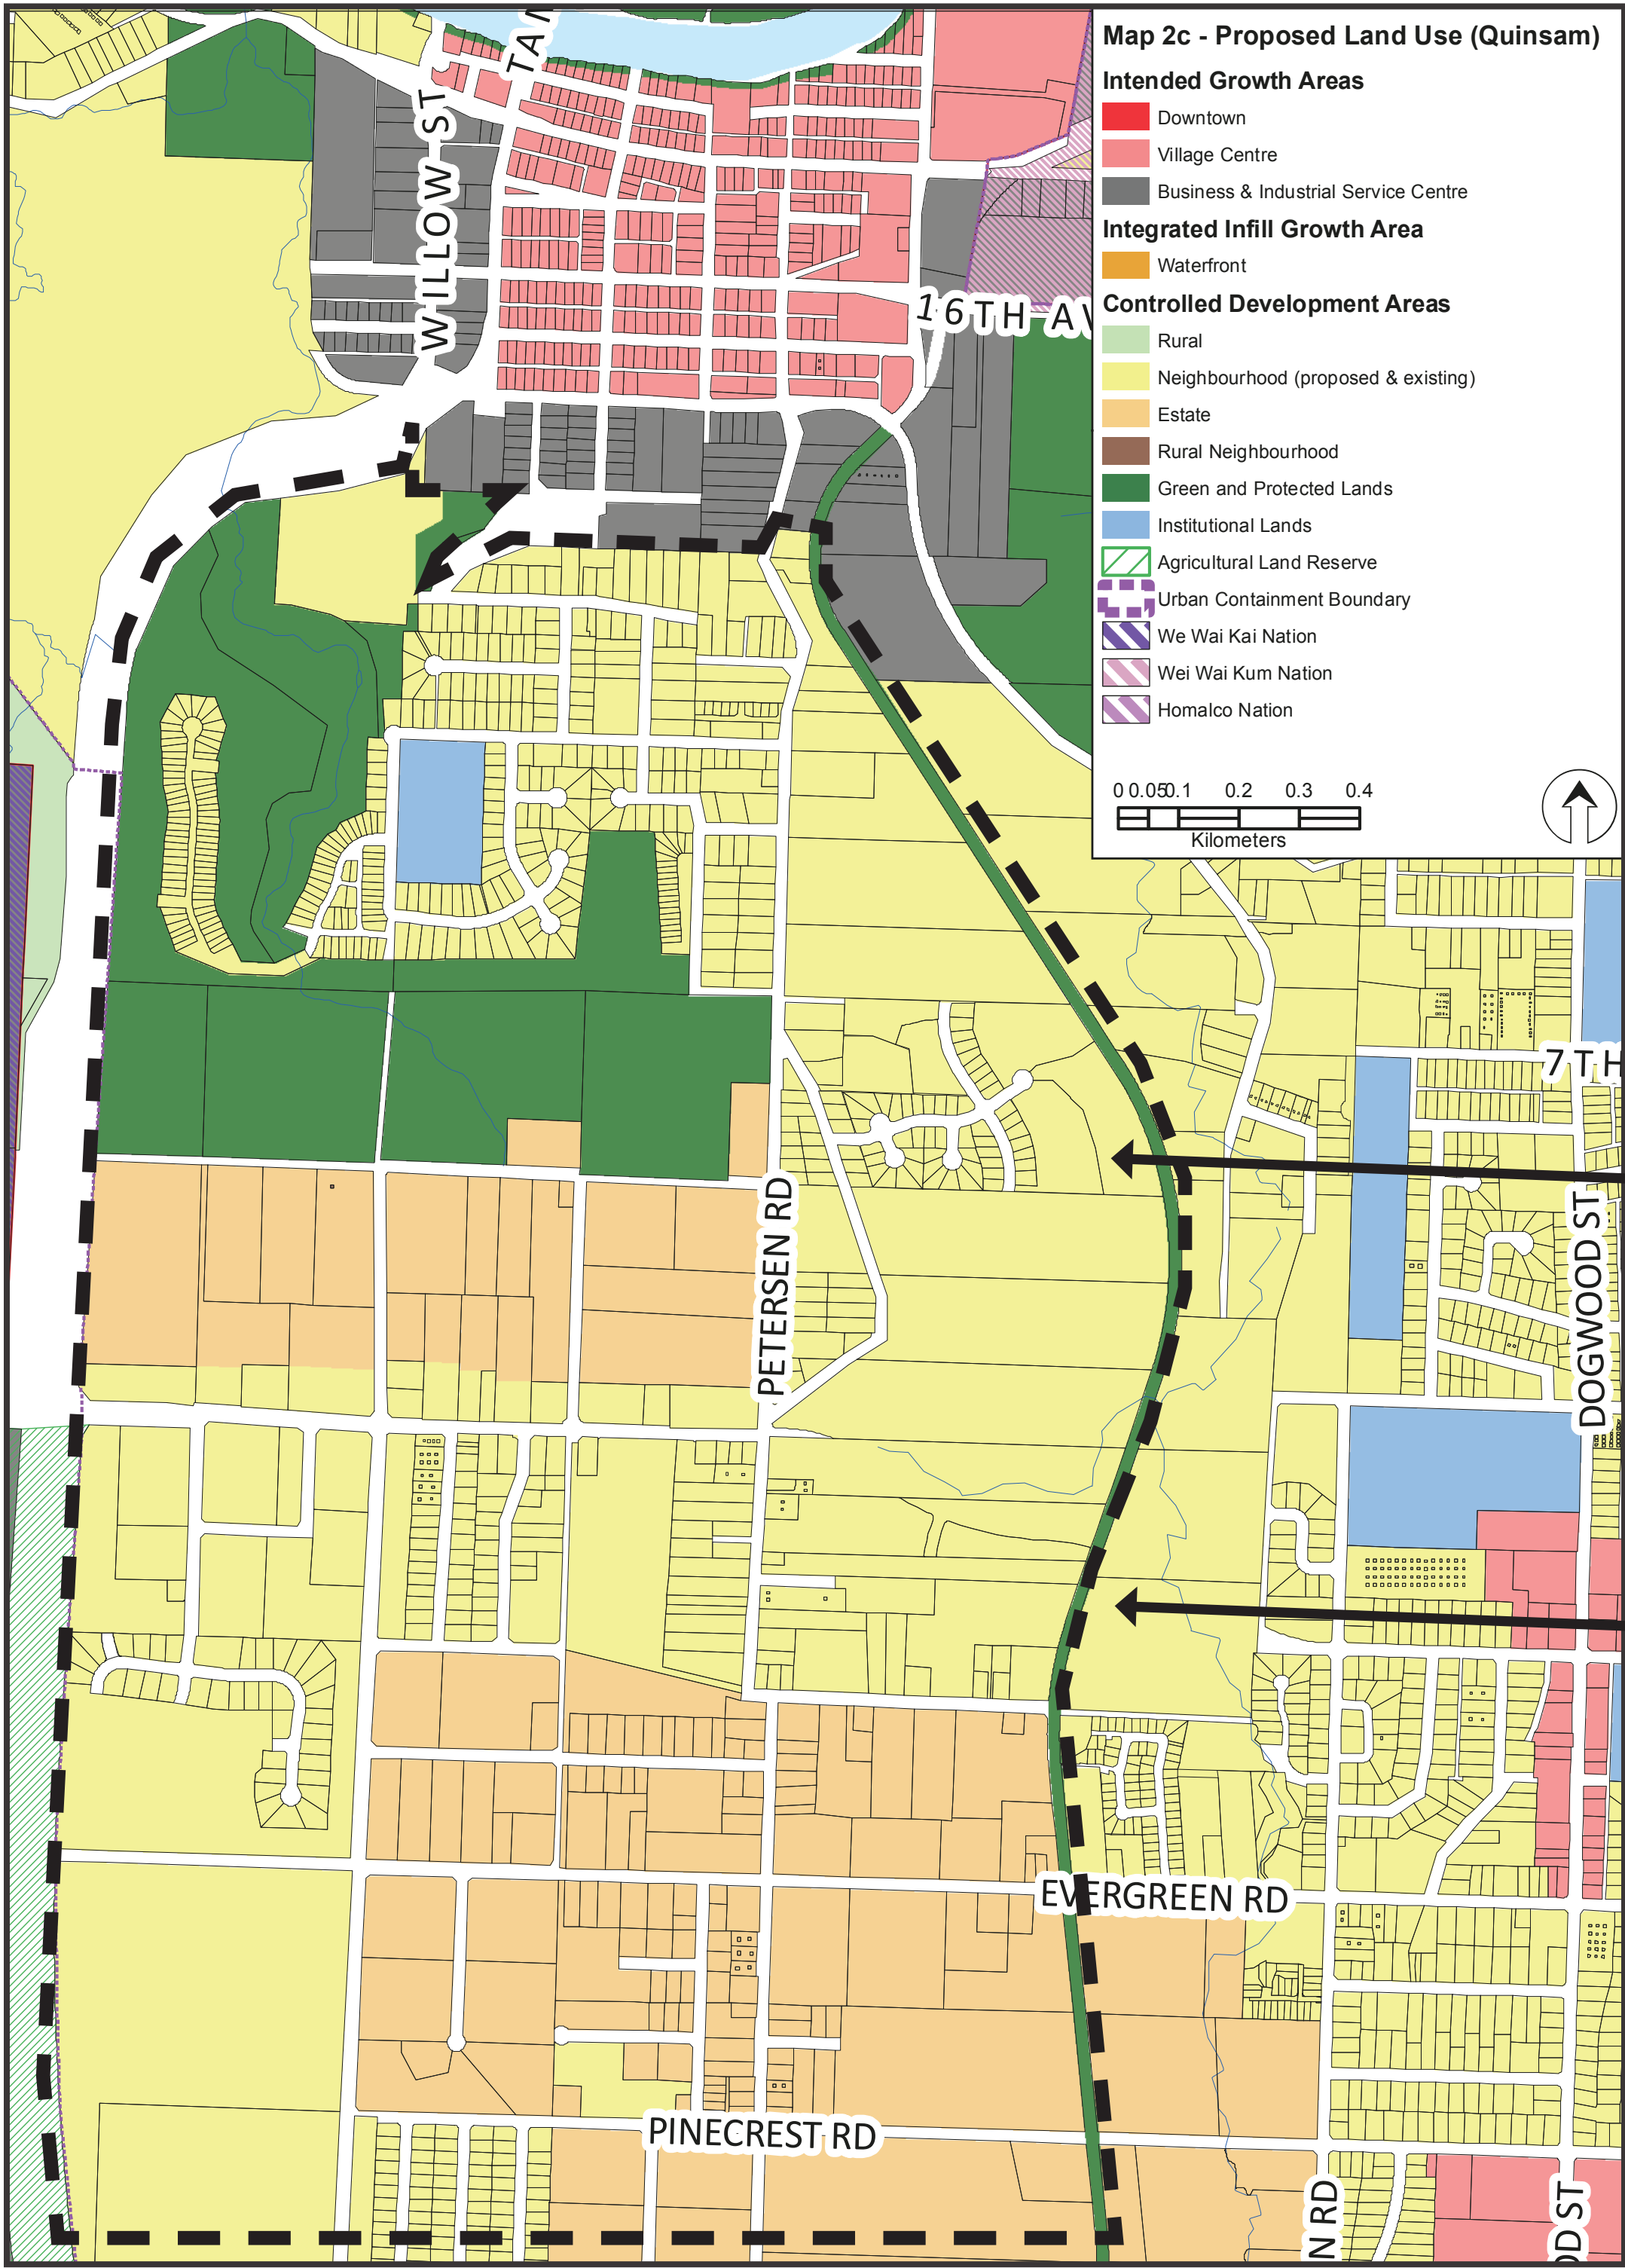 Map 2c - Proposed Land Use (Quinsam)
Intended Growth Areas
Downtown
Village Centre
Business & Industrial Service Centre
Integrated Infill Growth Area
Waterfront
Controlled Development Areas
Rural
Neighbourhood (proposed & existing)
Estate
Rural Neighbourhood
Green and Protected Lands
Institutional Lands
Agricultural Land Reserve
Urban Containment Boundary
We Wai Kai Nation
Wei Wai Kum Nation
Homalco Nation
0 0.05 0.1 0.2 0.3 0.4
Kilometers
WILLOW ST
16TH AV
7TH
PETERSEN RD
DOGWOOD ST
EVERGREEN RD
PINECREST RD
N RD
OD ST